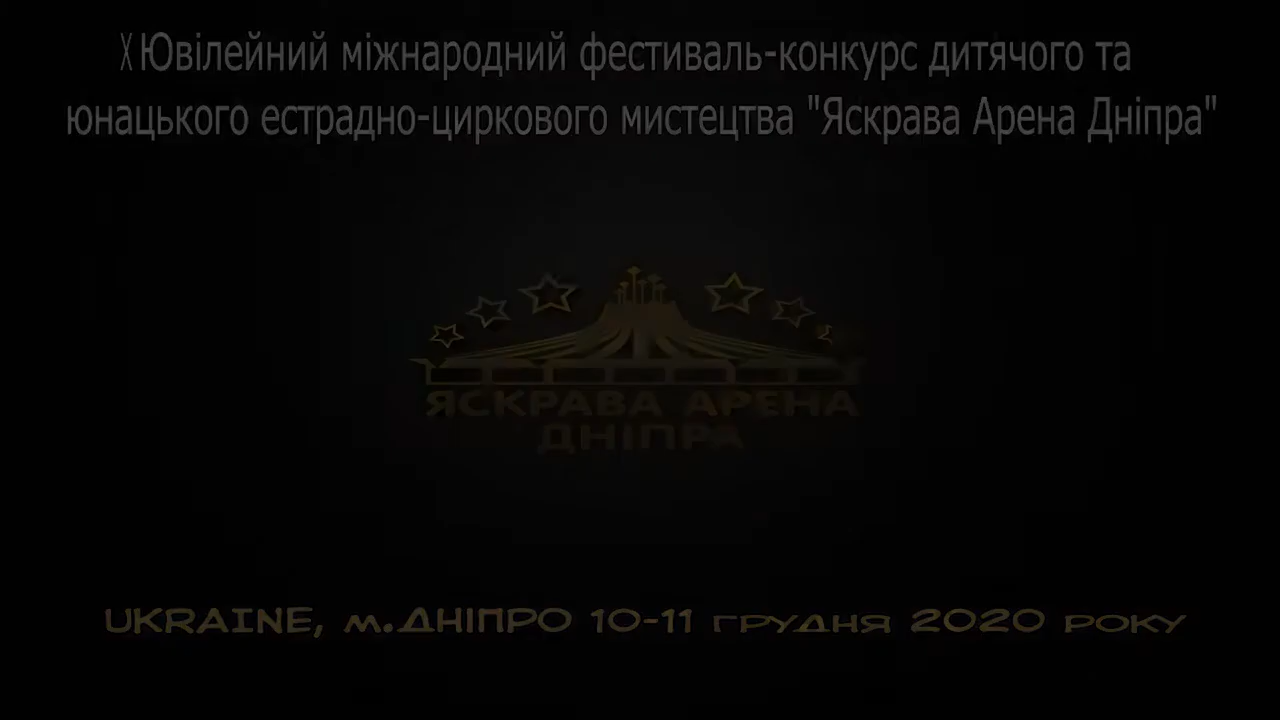 X Ювілейний міжнародний фестиваль-конкурс дитячого та
юнацького естрадно-циркового мистецтва "Яскрава Арена Дніпра"
ЯСКРАВА АРЕНА
ДНІПРА
UKRAINE, м.ДНІПРО 10-11 ГРУДНЯ 2020 РОКУ